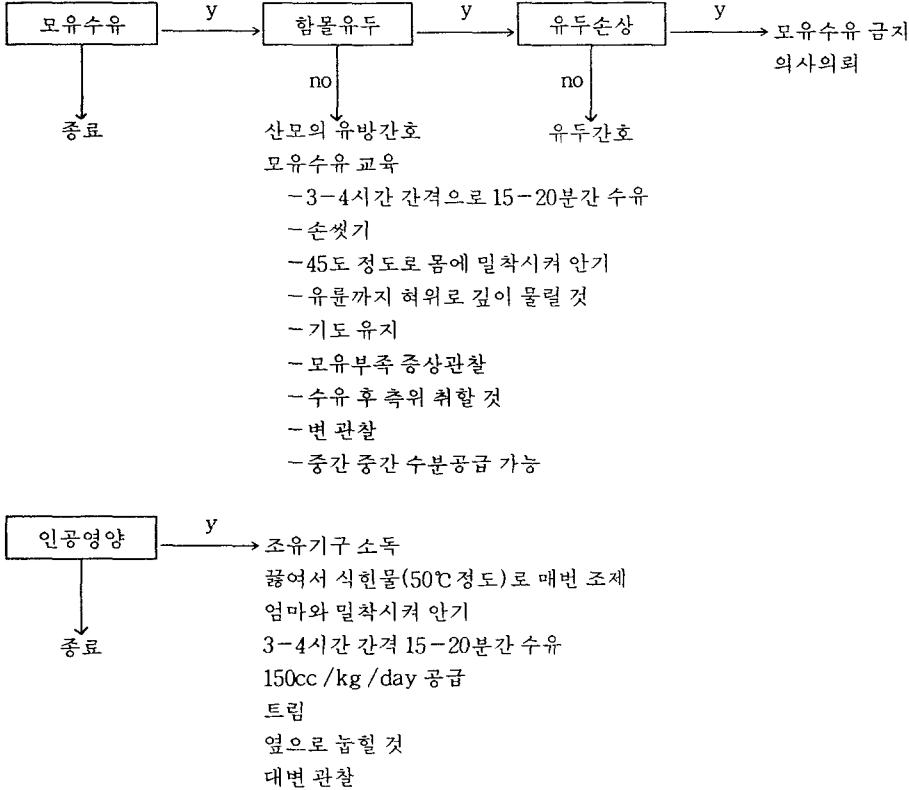 모유수유 y 함몰유두 y 유두손상 y 모유수유 금지
의사의뢰
no no
종료 산모의 유방간호 유두간호
모유수유 교육
-3-4시간 간격으로 15-20분간 수유
-손씻기
-45도 정도로 몸에 밀착시켜 안기
-유륜까지 혀위로 깊이 물릴 것
-기도 유지
-모유부족 증상관찰
-수유 후 측위 취할 것
-변 관찰
-중간 중간 수분공급 가능
인공영양 y 조유기구 소독
끓여서 식힌물(50℃ 정도)로 매번 조제
엄마와 밀착시켜 안기
종료 3-4시간 간격 15-20분간 수유
150cc /kg /day 공급
트림
옆으로 눕힐 것
대변 관찰